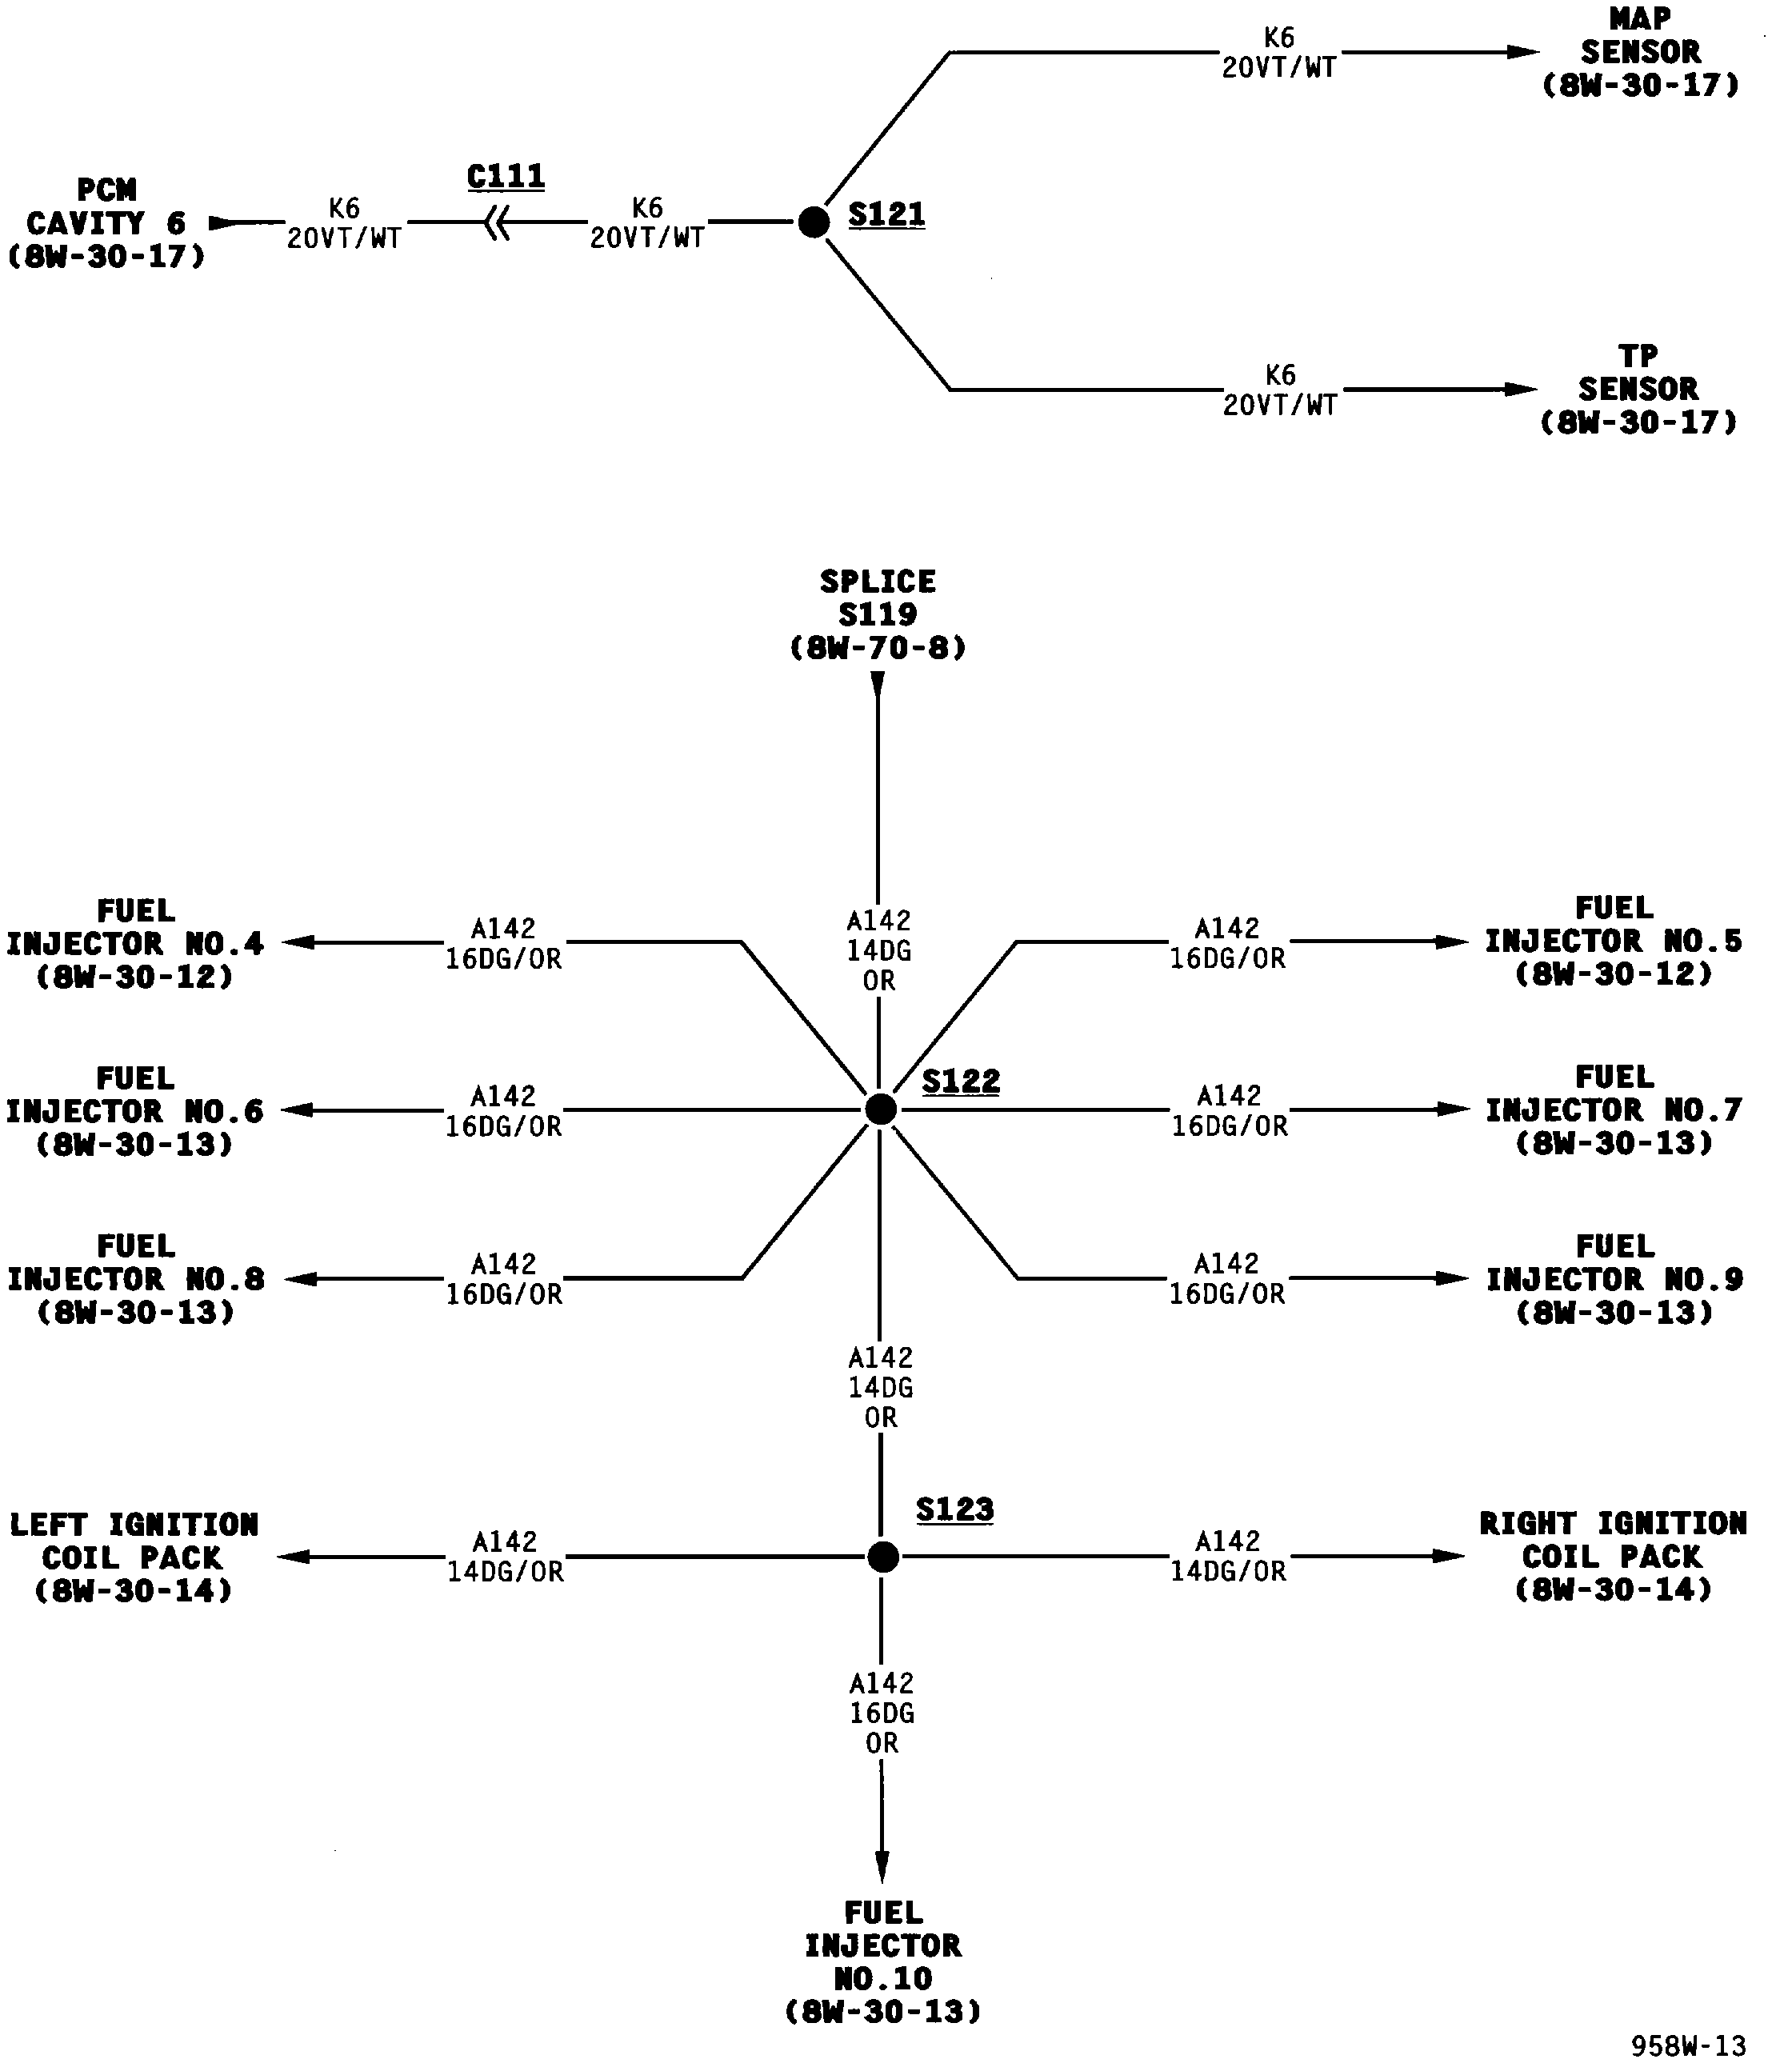 MAP
SENSOR
(8W-30-17)
K6
20VT/WT
PCM
CAVITY 6
(8W-30-17)
K6
20VT/WT
C111
K6
20VT/WT
S121
K6
20VT/WT
TP
SENSOR
(8W-30-17)
SPLICE
S119
(8W-70-8)
A142
14DG
OR
FUEL
INJECTOR NO.4
(8W-30-12)
A142
16DG/OR
A142
16DG/OR
FUEL
INJECTOR NO.5
(8W-30-12)
S122
FUEL
INJECTOR NO.6
(8W-30-13)
A142
16DG/OR
A142
16DG/OR
FUEL
INJECTOR NO.7
(8W-30-13)
FUEL
INJECTOR NO.8
(8W-30-13)
A142
16DG/OR
A142
16DG/OR
FUEL
INJECTOR NO.9
(8W-30-13)
A142
14DG
OR
S123
LEFT IGNITION
COIL PACK
(8W-30-14)
A142
14DG/OR
A142
14DG/OR
RIGHT IGNITION
COIL PACK
(8W-30-14)
A142
16DG
OR
FUEL
INJECTOR
NO.10
(8W-30-13)
958W-13